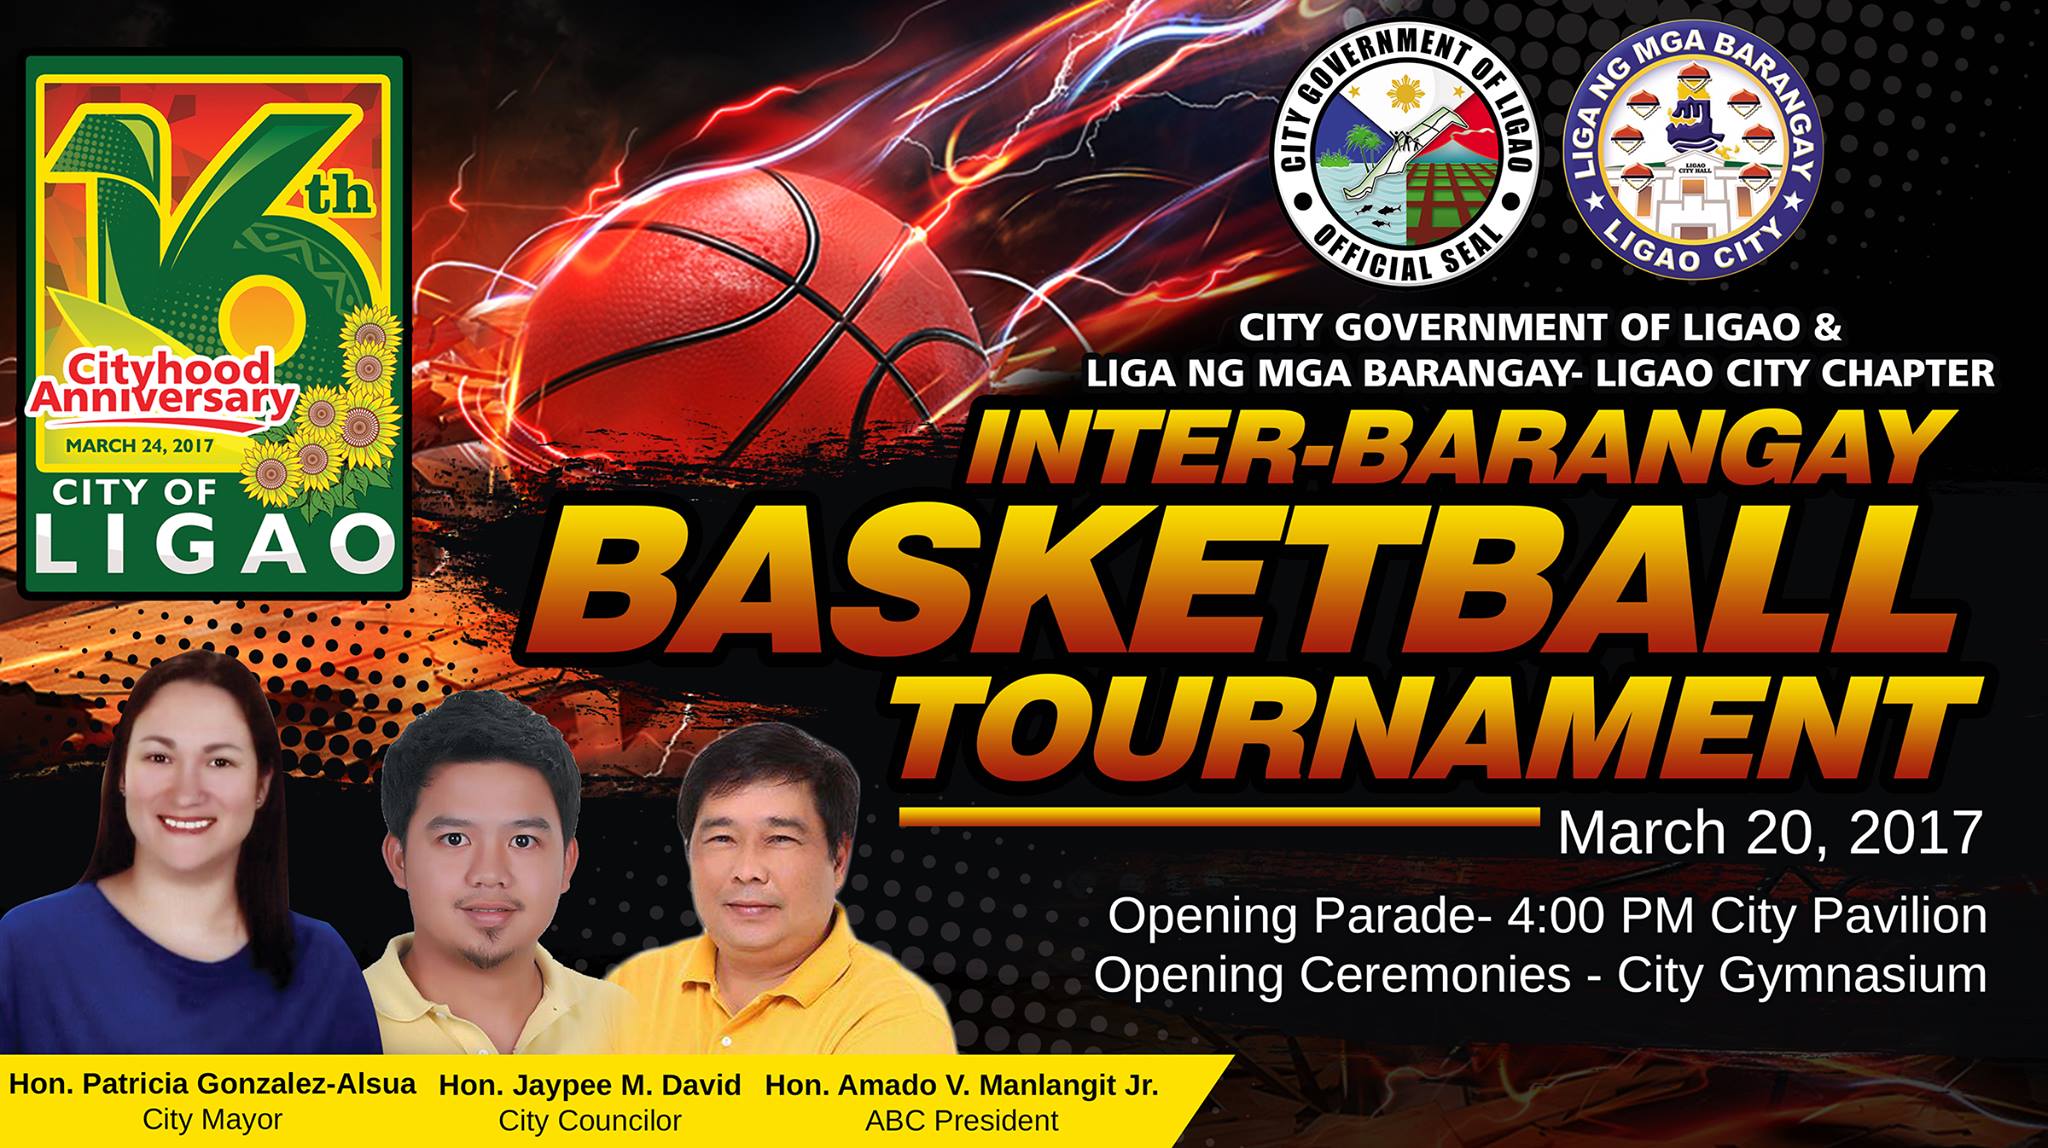 16th
Cityhood
Anniversary
MARCH 24, 2017
CITY OF
LIGAO
CITY GOVERNMENT OF LIGAO
OFFICIAL SEAL
LIGA NG MGA BARANGAY
LIGAO
CITY HALL
LIGAO CITY
CITY GOVERNMENT OF LIGAO &
LIGA NG MGA BARANGAY- LIGAO CITY CHAPTER
INTER-BARANGAY
BASKETBALL
TOURNAMENT
March 20, 2017
Opening Parade- 4:00 PM City Pavilion
Opening Ceremonies - City Gymnasium
Hon. Patricia Gonzalez-Alsua
City Mayor
Hon. Jaypee M. David
City Councilor
Hon. Amado V. Manlangit Jr.
ABC President